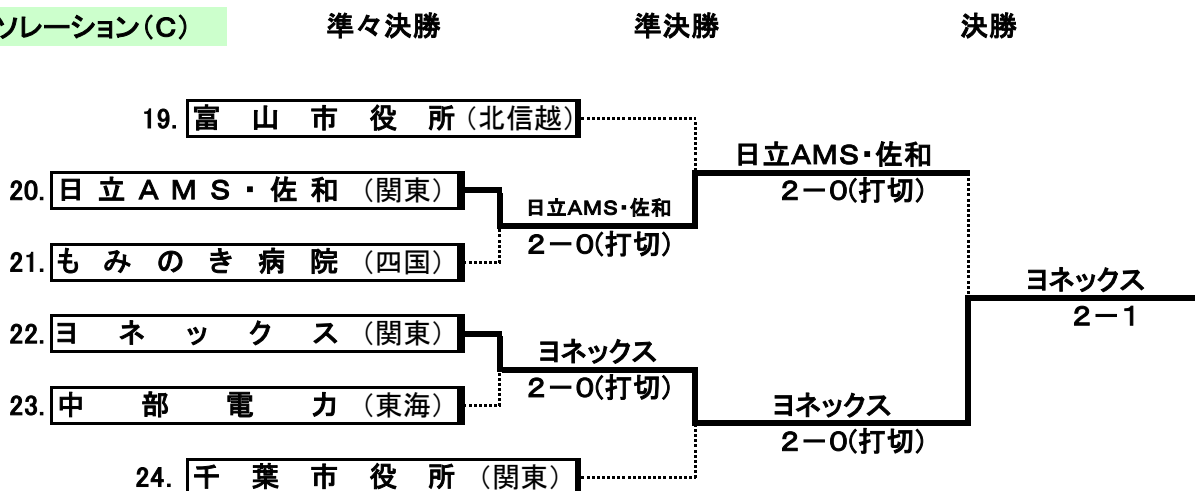 ソレーション(C) 準々決勝 準決勝 決勝
19. 富山市役所(北信越)
日立AMS・佐和
2-0(打切)
20. 日立AMS・佐和(関東)
日立AMS・佐和
2-0(打切)
21. もみのき病院(四国)
ヨネックス
2-1
22. ヨネックス(関東)
ヨネックス
2-0(打切)
23. 中部電力(東海)
ヨネックス
2-0(打切)
24. 千葉市役所(関東)